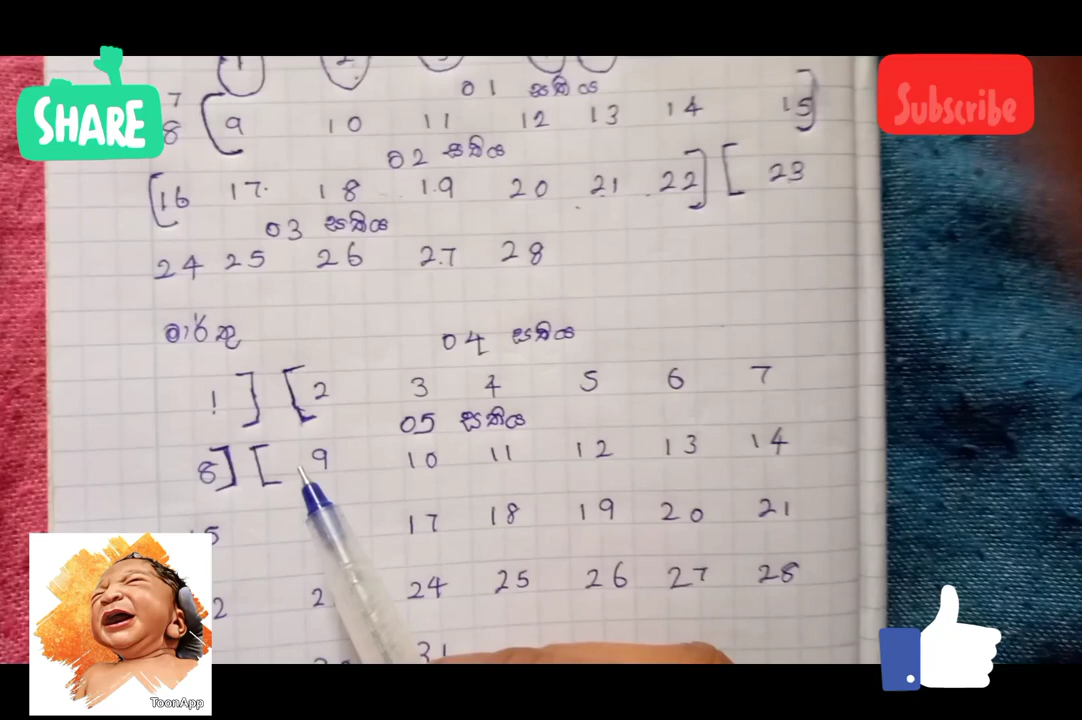 SHARE
Subscribe
01 සතිය
7
8 [ 9 10 11 12 13 14 15 ]
02 සතිය
[ 16 17. 18 19 20 21 22 ] [ 23
03 සතිය
24 25 26 27 28
මාර්තු
04 සතිය
1 ] [ 2 3 4 5 6 7
05 සතිය
8 ] [ 9 10 11 12 13 14
17 18 19 20 21
24 25 26 27 28
31
ToonApp